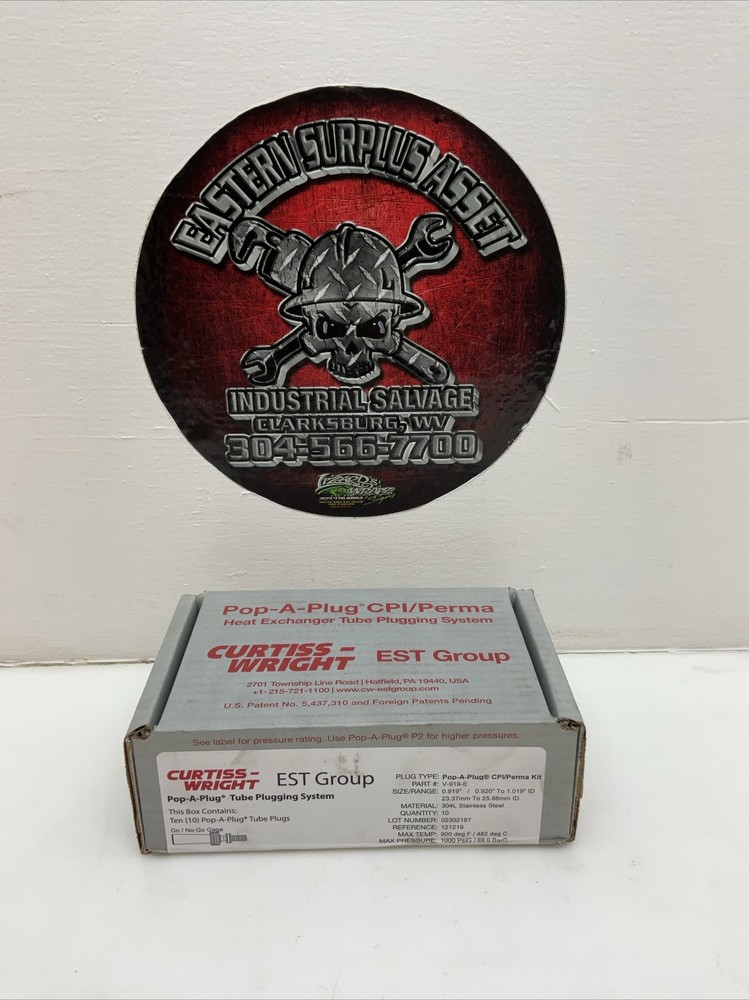 EASTERN SURPLUS ASSET
INDUSTRIAL SALVAGE
CLARKSBURG, WV
304-566-7700
Pop-A-Plug® CPI/Perma
Heat Exchanger Tube Plugging System
CURTISS-WRIGHT EST Group
2701 Township Line Road | Hatfield, PA 19440, USA
+1-215-721-1100 | www.cw-estgroup.com
U.S. Patent No. 5,437,310 and Foreign Patents Pending
See label for pressure rating. Use Pop-A-Plug® P2 for higher pressures.
CURTISS-WRIGHT EST Group
Pop-A-Plug® Tube Plugging System
This Box Contains:
Ten (10) Pop-A-Plug® Tube Plugs
Go / No-Go Gage
PLUG TYPE: Pop-A-Plug® CPI/Perma Kit
PART #: V-919-E
SIZE/RANGE: 0.919" / 0.920" To 1.019" ID
23.37mm To 25.88mm ID
MATERIAL: 304L Stainless Steel
QUANTITY: 10
LOT NUMBER: 02302187
REFERENCE: 121219
MAX TEMP: 900 deg F / 482 deg C
MAX PRESSURE: 1000 PsiG / 68.9 BarG